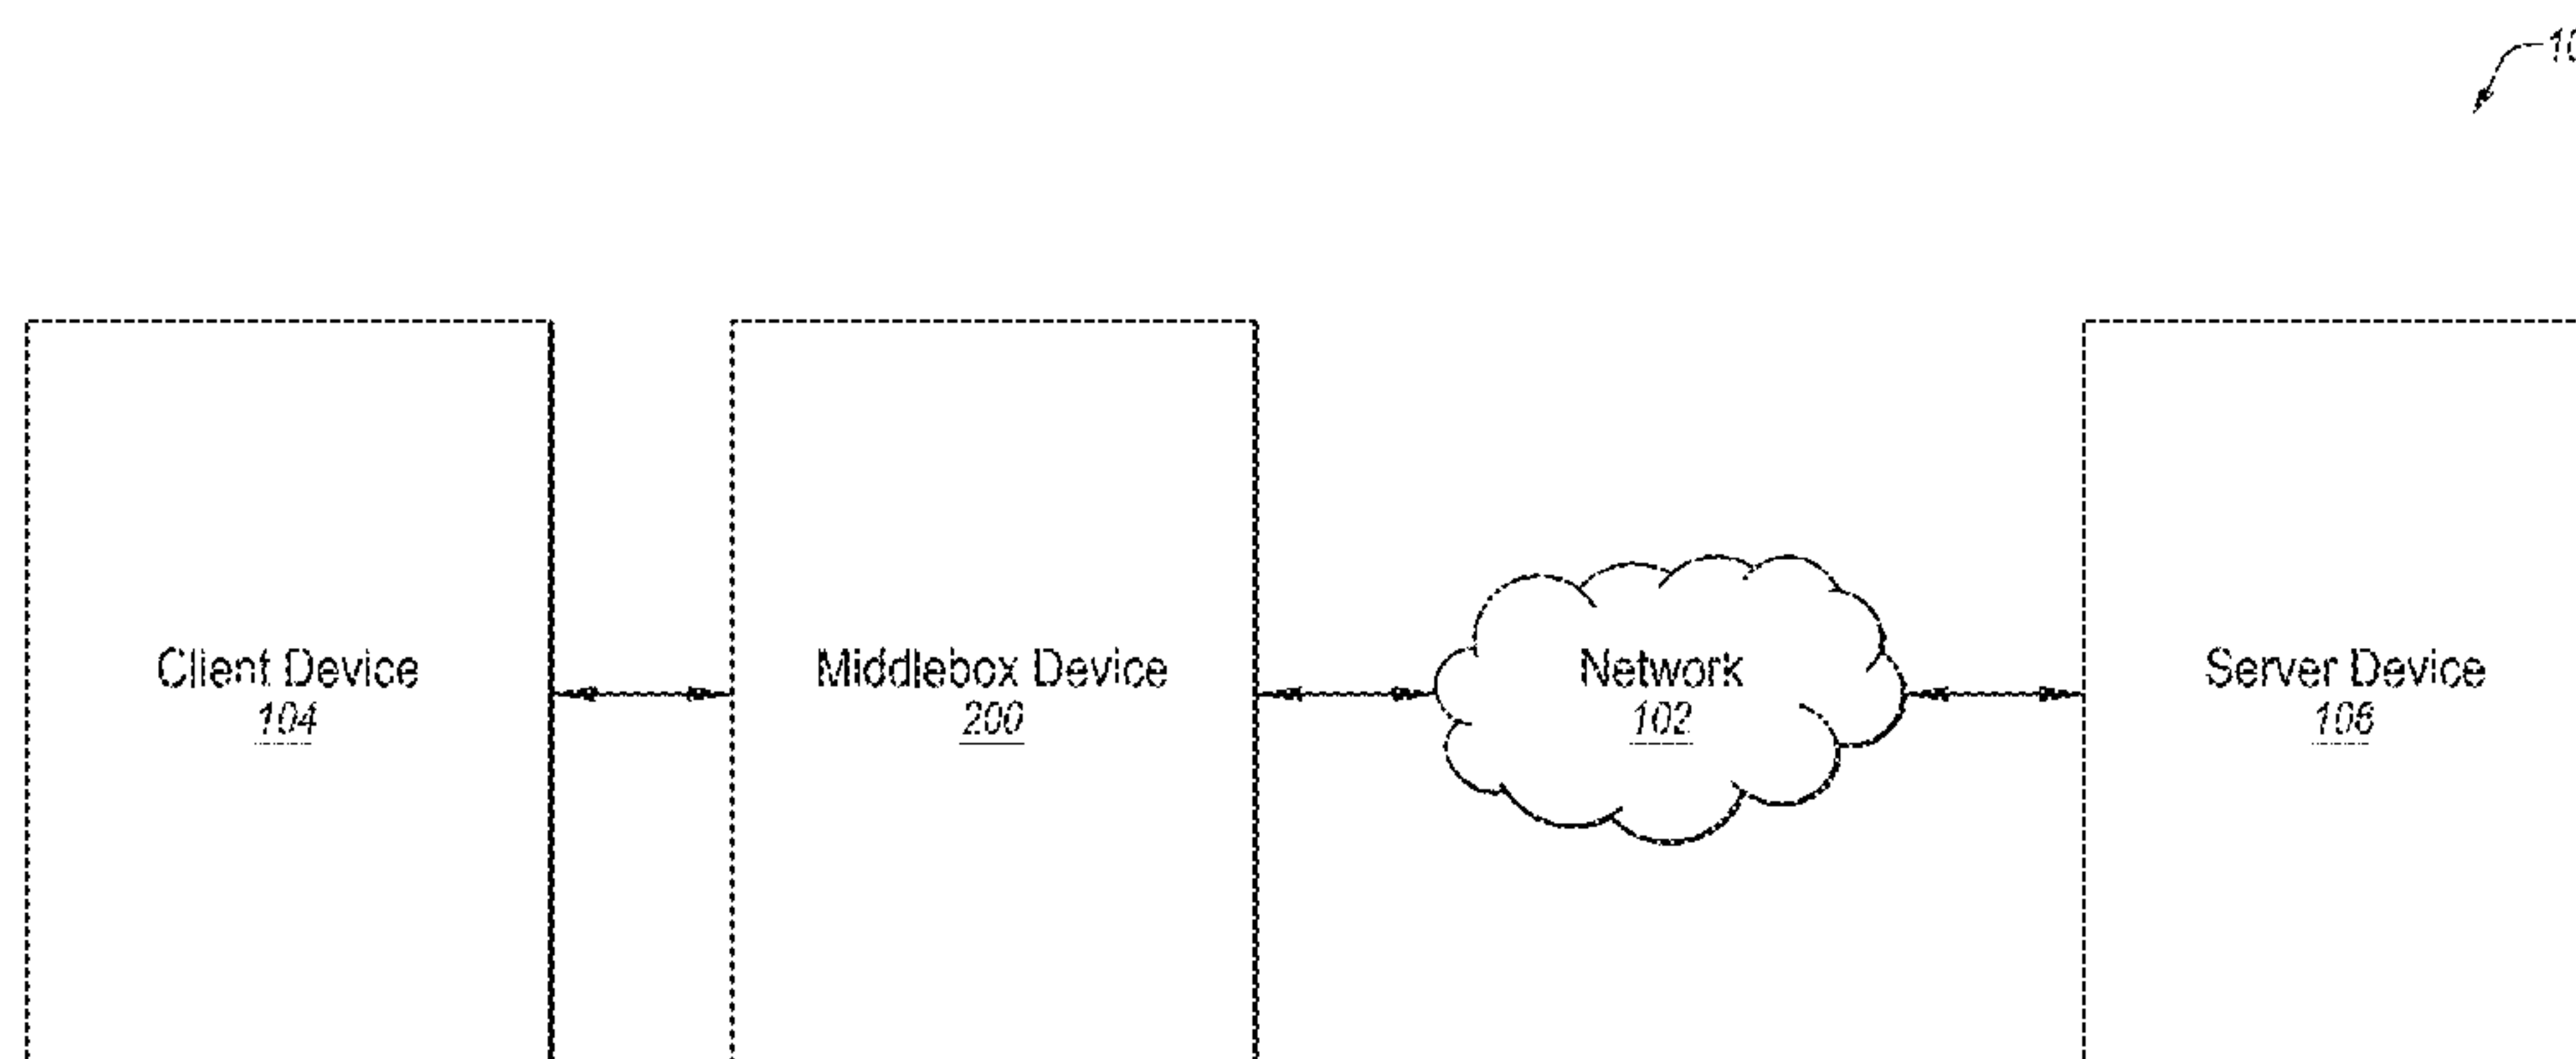 Client Device
104
Middlebox Device
200
Network
102
Server Device
106